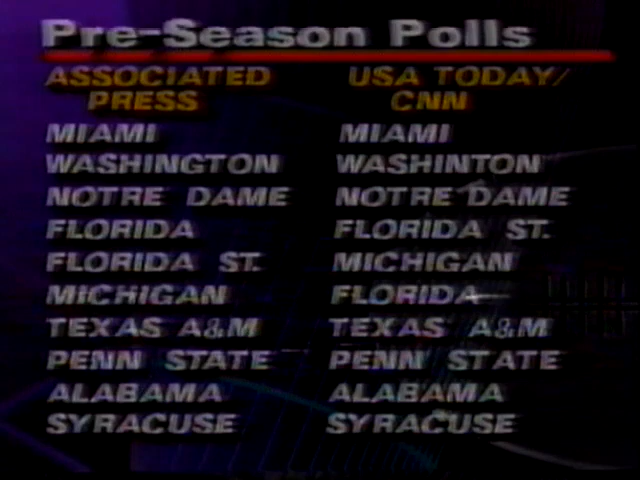 Pre-Season Polls
ASSOCIATED PRESS
USA TODAY/ CNN
MIAMI MIAMI
WASHINGTON WASHINTON
NOTRE DAME NOTRE DAME
FLORIDA FLORIDA ST.
FLORIDA ST. MICHIGAN
MICHIGAN FLORIDA
TEXAS A&M TEXAS A&M
PENN STATE PENN STATE
ALABAMA ALABAMA
SYRACUSE SYRACUSE